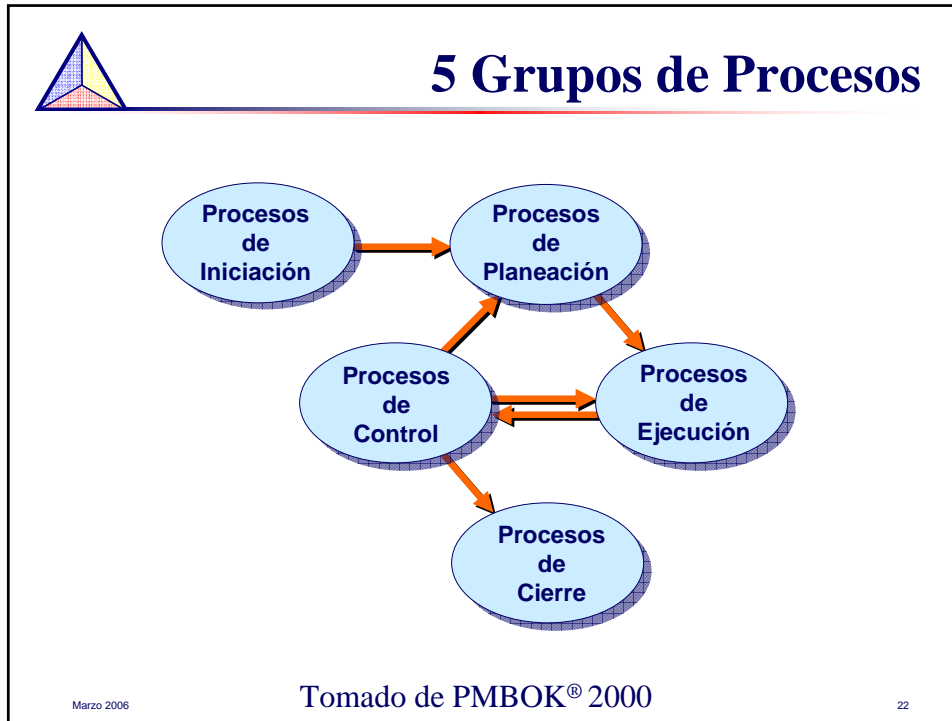 5 Grupos de Procesos
Procesos
de
Iniciación
Procesos
de
Planeación
Procesos
de
Control
Procesos
de
Ejecución
Procesos
de
Cierre
Marzo 2006
Tomado de PMBOK® 2000
22